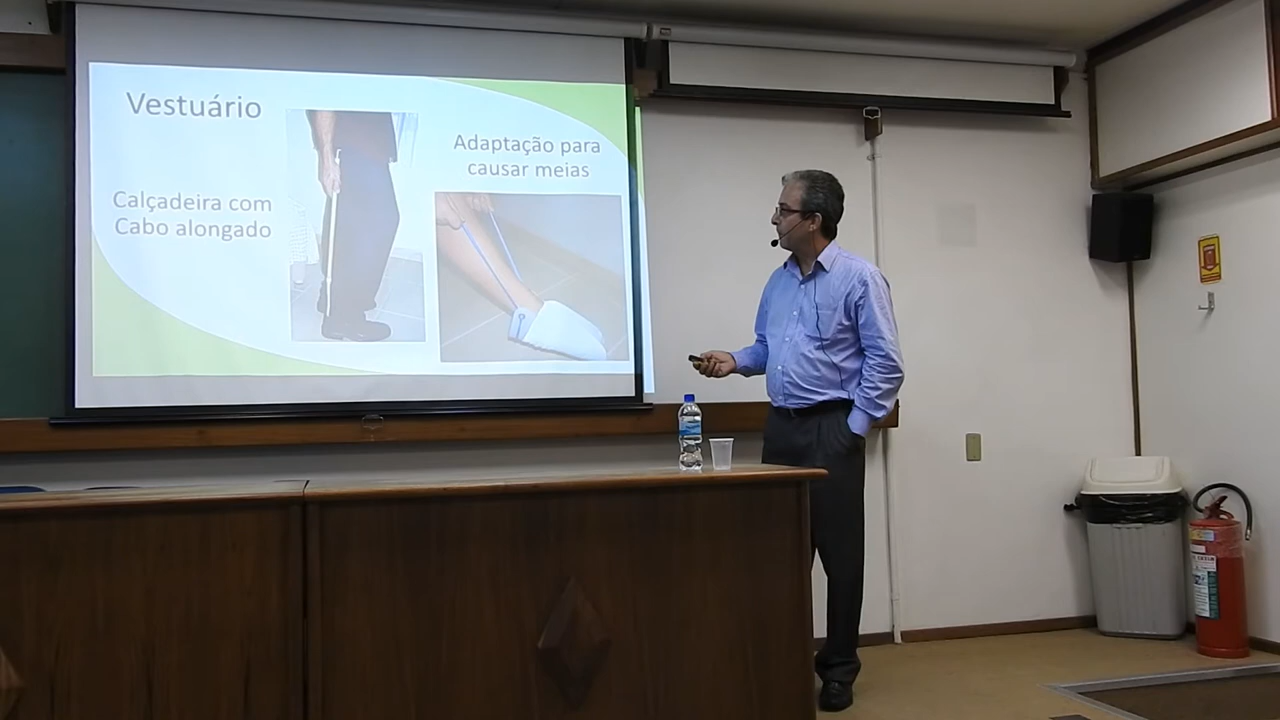 Vestuário
Calçadeira com
Cabo alongado
Adaptação para
causar meias